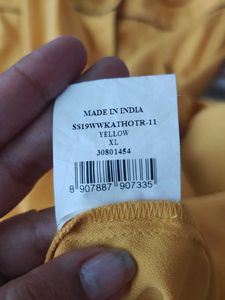 MADE IN INDIA
SS19WWKATHOTR-11
YELLOW
XL
30801454
8 907887 907335